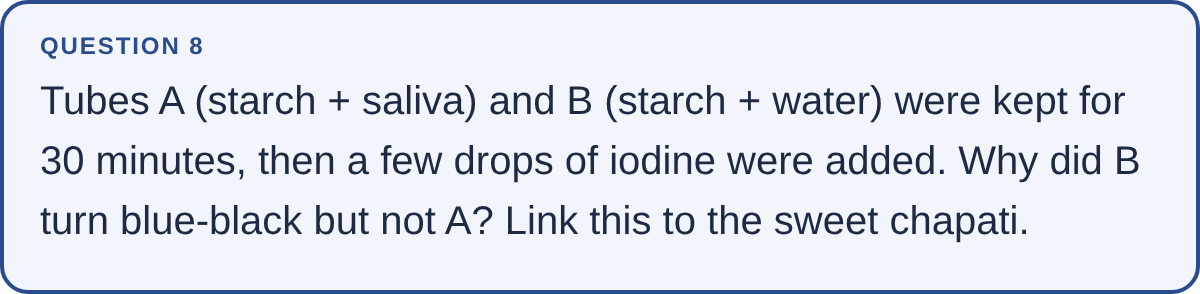 QUESTION 8
Tubes A (starch + saliva) and B (starch + water) were kept for
30 minutes, then a few drops of iodine were added. Why did B
turn blue-black but not A? Link this to the sweet chapati.